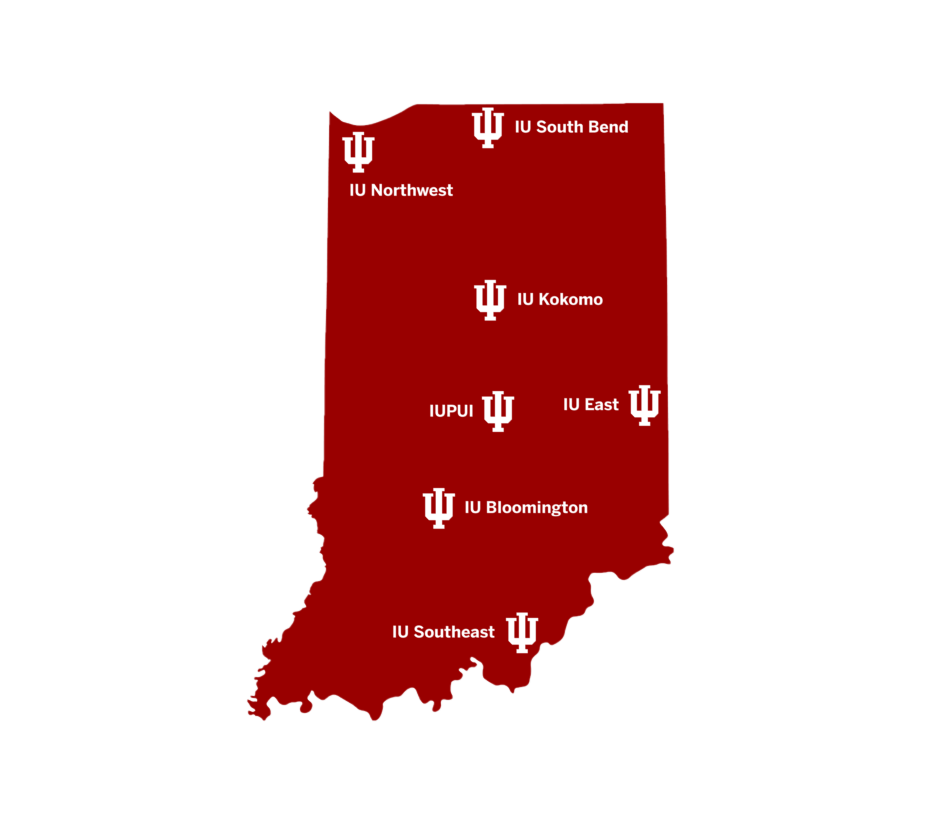 IU South Bend
IU Northwest
IU Kokomo
IU East
IUPUI
IU Bloomington
IU Southeast